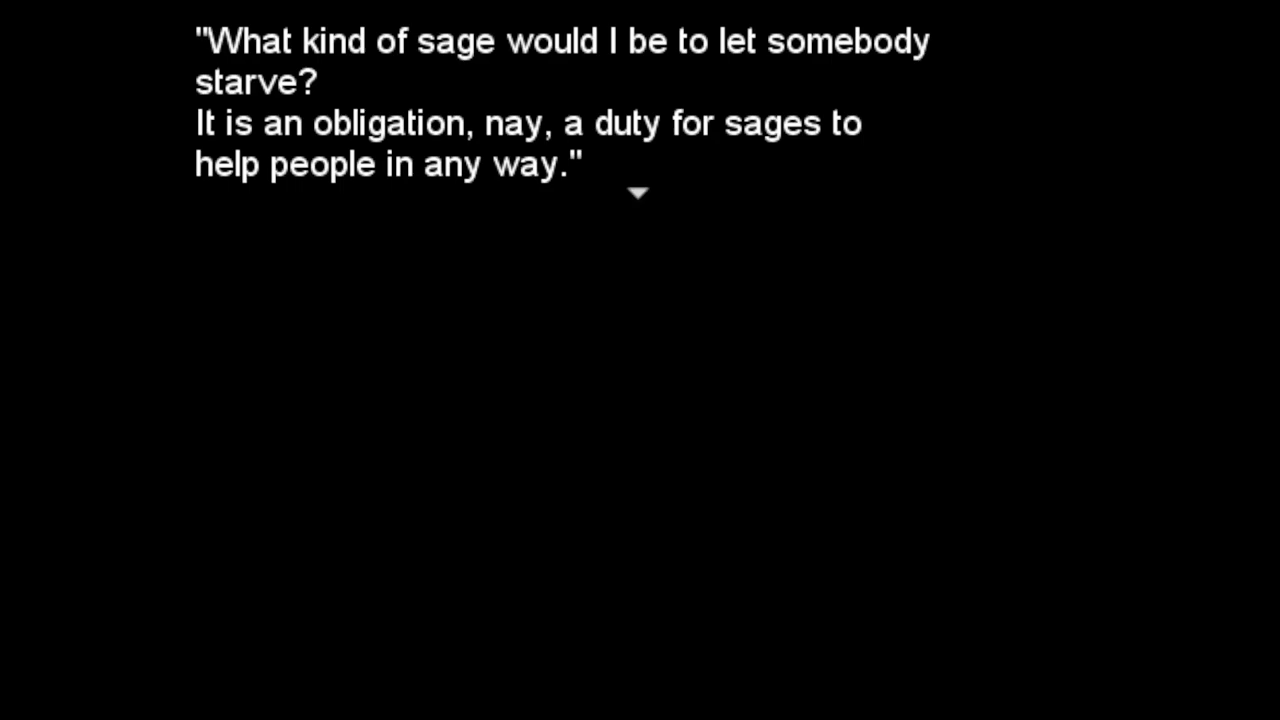 "What kind of sage would I be to let somebody
starve?
It is an obligation, nay, a duty for sages to
help people in any way."